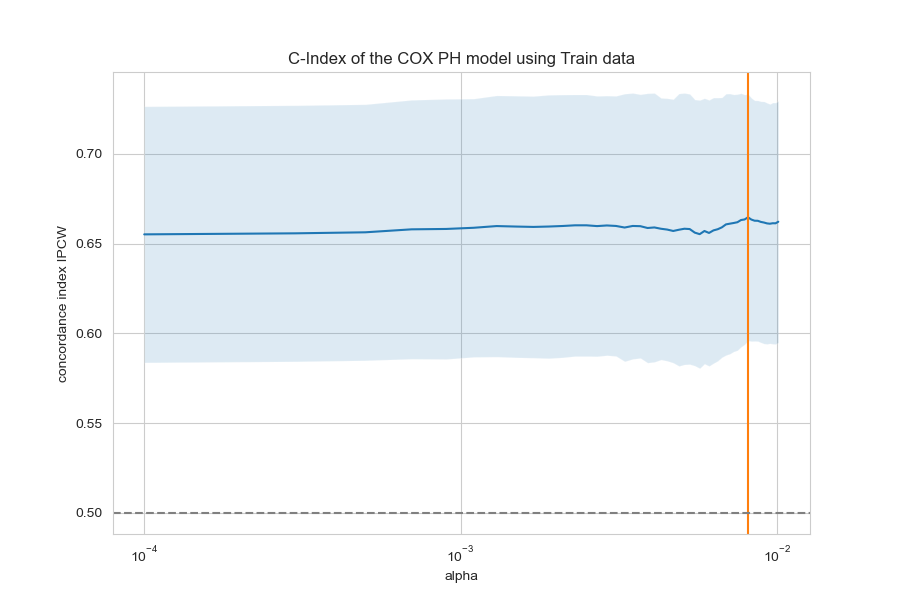 C-Index of the COX PH model using Train data
concordance index IPCW
0.70
0.65
0.60
0.55
0.50
10⁻⁴
10⁻³
10⁻²
alpha